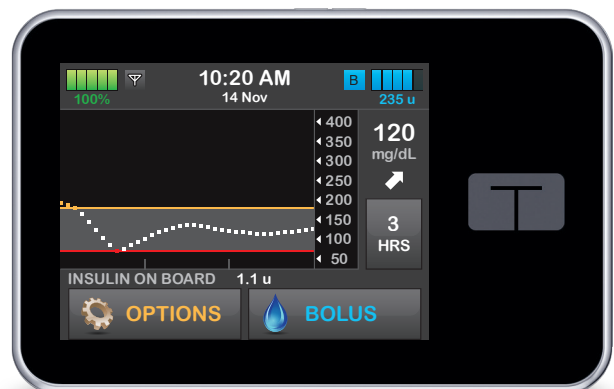 10:20 AM
B
100%
14 Nov
235 u
400
350
300
250
200
150
100
50
120
mg/dL
3
HRS
INSULIN ON BOARD 1.1 u
OPTIONS
BOLUS